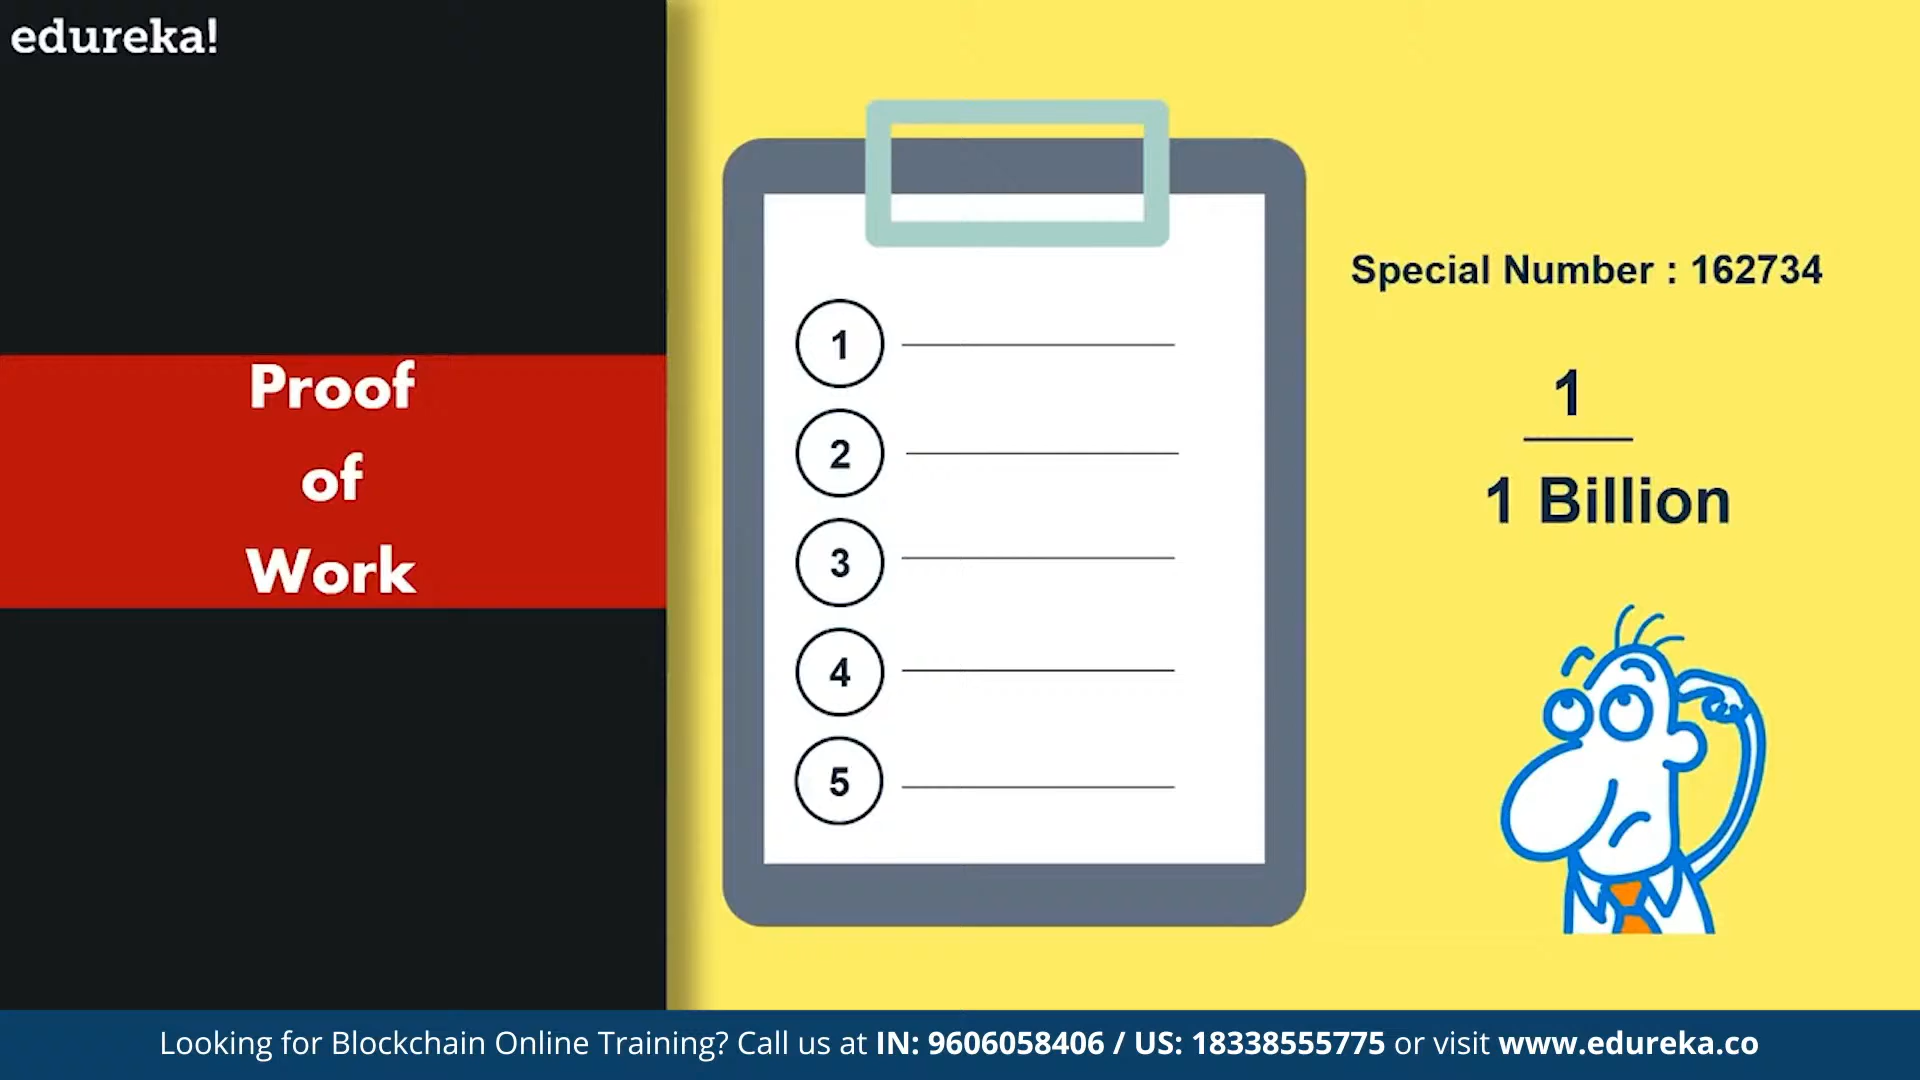 edureka!
Proof
of
Work
1
2
3
4
5
Special Number : 162734
1
1 Billion
Looking for Blockchain Online Training? Call us at IN: 9606058406 / US: 18338555775 or visit www.edureka.co